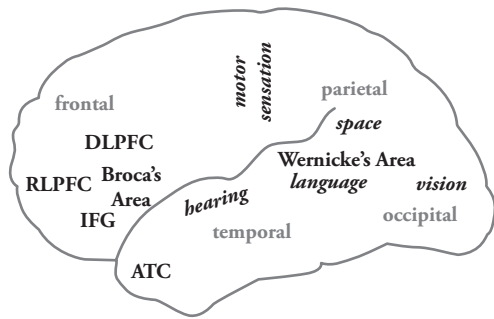 motor
sensation
frontal
parietal
space
DLPFC
Wernicke's Area
RLPFC
Broca's
Area
language
vision
hearing
IFG
temporal
occipital
ATC